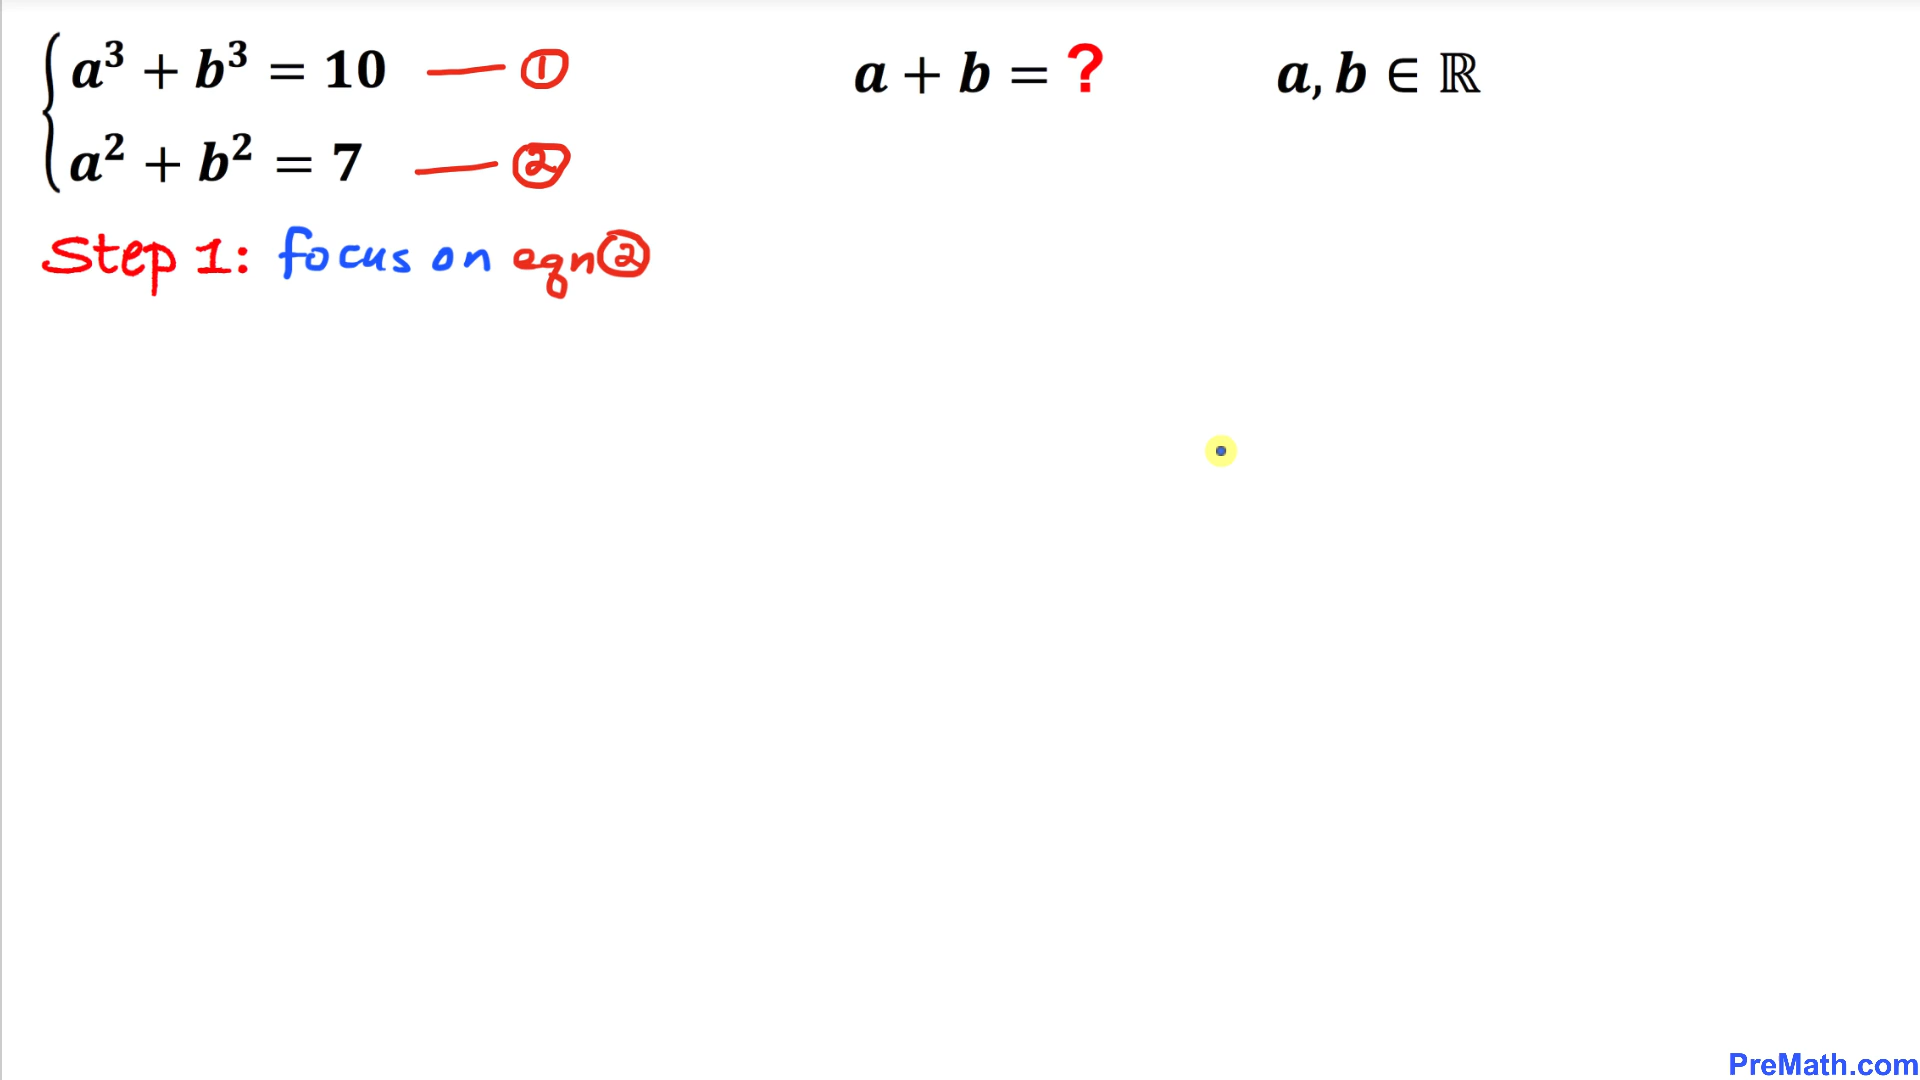 a³ + b³ = 10 — ① a + b = ? a, b ∈ ℝ
a² + b² = 7 — ②
Step 1: focus on eqn②
PreMath.com